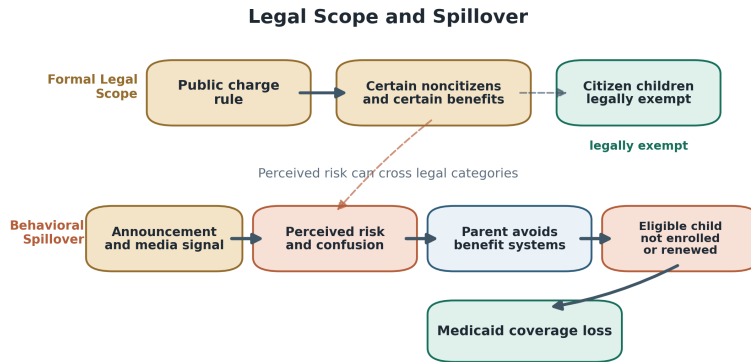 Legal Scope and Spillover
Formal Legal
Scope
Public charge
rule
Certain noncitizens
and certain benefits
Citizen children
legally exempt
legally exempt
Perceived risk can cross legal categories
Behavioral
Spillover
Announcement
and media signal
Perceived risk
and confusion
Parent avoids
benefit systems
Eligible child
not enrolled
or renewed
Medicaid coverage loss